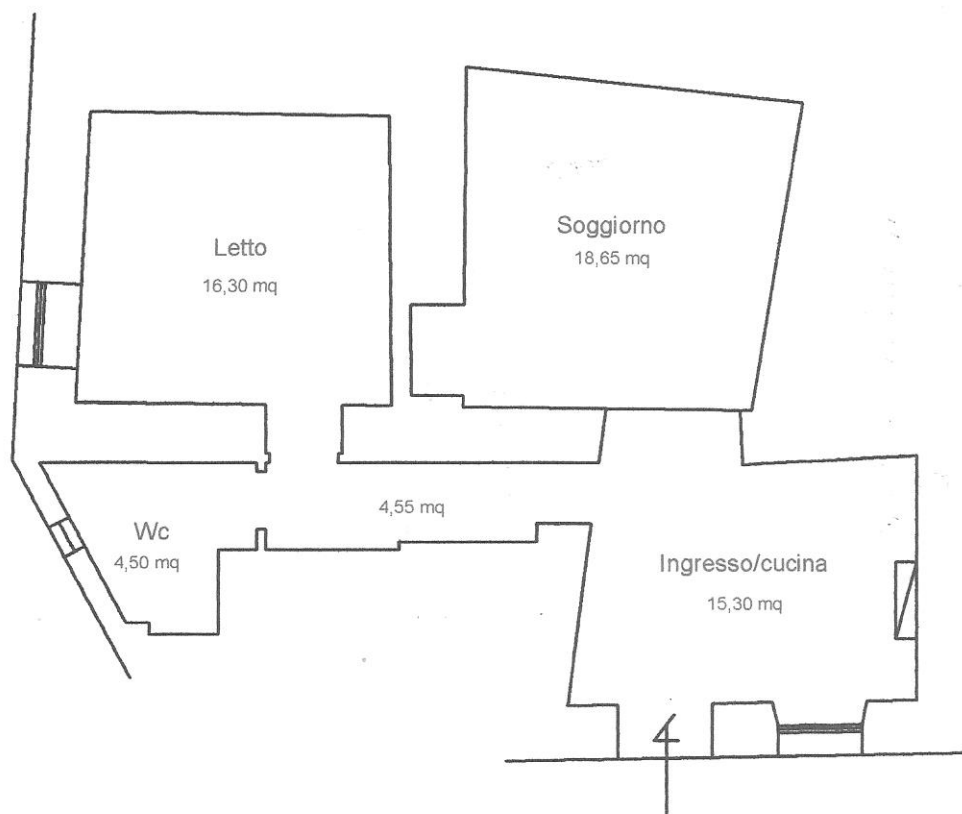 Letto
16,30 mq
Soggiorno
18,65 mq
Wc
4,50 mq
4,55 mq
Ingresso/cucina
15,30 mq